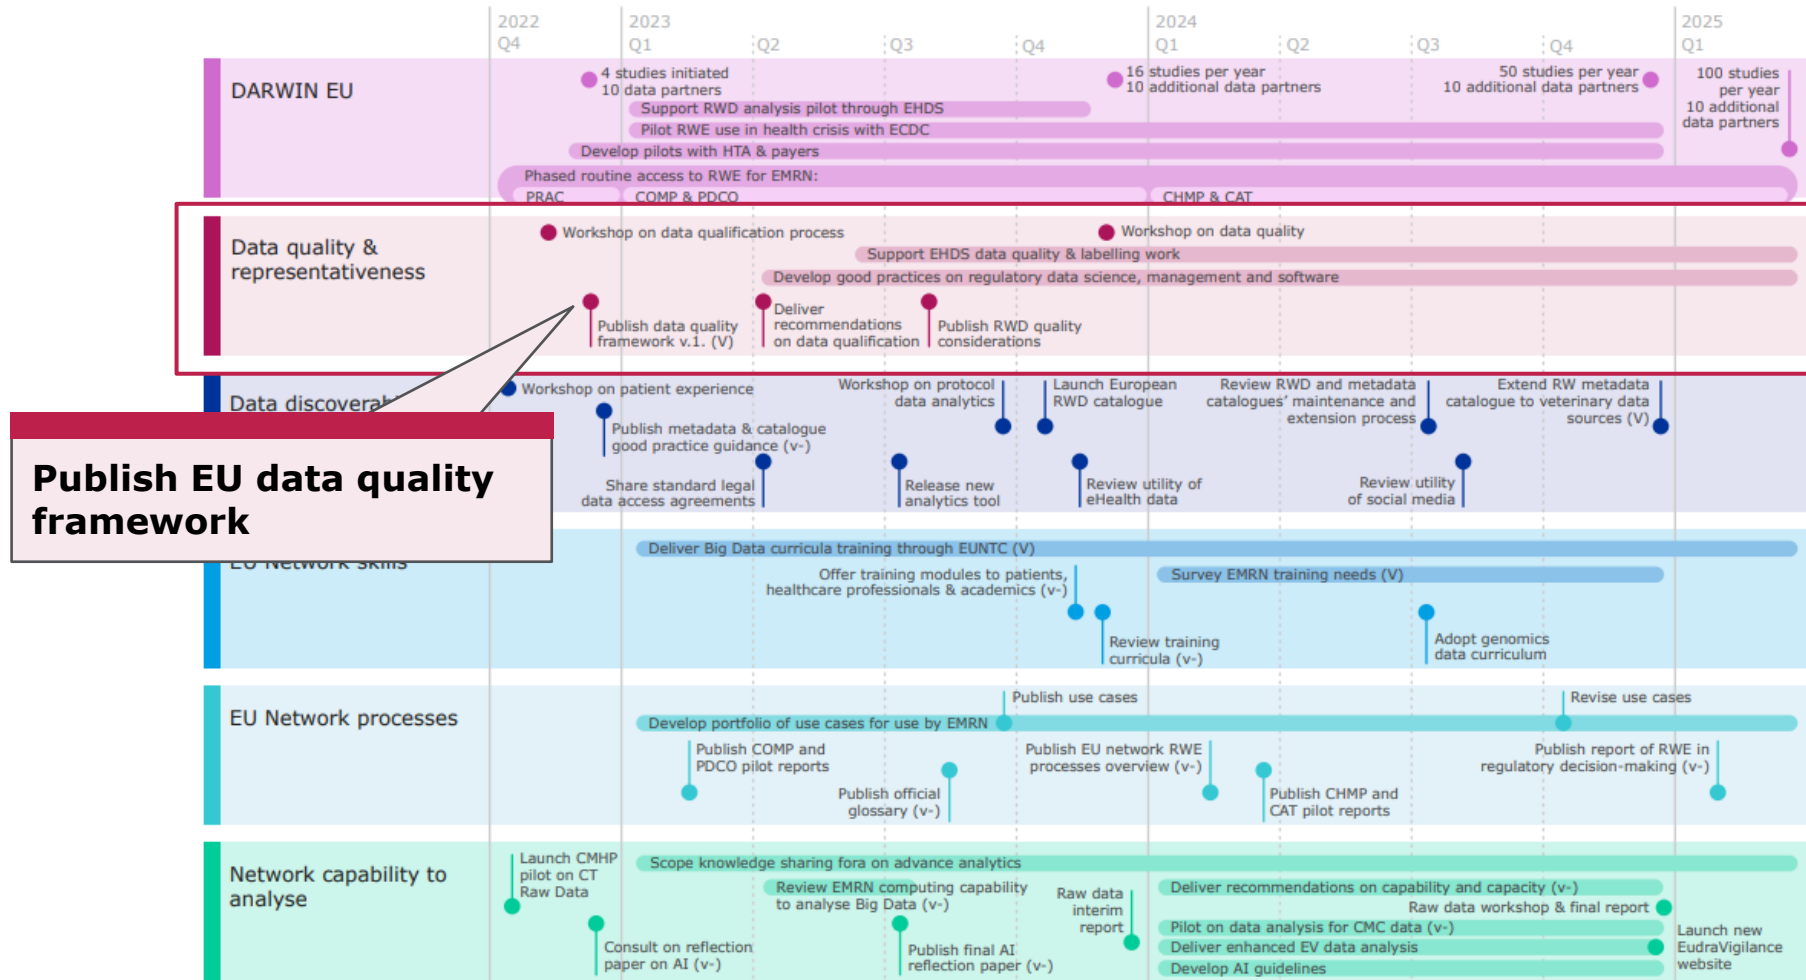 2022
2023
2024
2025
Q4
Q1
Q2
Q3
Q4
Q1
Q2
Q3
Q4
Q1
DARWIN EU
4 studies initiated
10 data partners
16 studies per year
10 additional data partners
50 studies per year
10 additional data partners
100 studies
per year
10 additional
data partners
Support RWD analysis pilot through EHDS
Pilot RWE use in health crisis with ECDC
Develop pilots with HTA & payers
Phased routine access to RWE for EMRN:
PRAC
COMP & PDCO
CHMP & CAT
Data quality &
representativeness
Workshop on data qualification process
Workshop on data quality
Support EHDS data quality & labelling work
Develop good practices on regulatory data science, management and software
Publish data quality
framework v.1. (V)
Deliver
recommendations
on data qualification
Publish RWD quality
considerations
Data discoverab
Workshop on patient experience
Publish metadata & catalogue
good practice guidance (v-)
Share standard legal
data access agreements
Workshop on protocol
data analytics
Release new
analytics tool
Launch European
RWD catalogue
Review utility of
eHealth data
Review RWD and metadata
catalogues' maintenance and
extension process
Review utility
of social media
Extend RW metadata
catalogue to veterinary data
sources (V)
Publish EU data quality
framework
EU Network skills
Deliver Big Data curricula training through EUNTC (V)
Offer training modules to patients,
healthcare professionals & academics (v-)
Survey EMRN training needs (V)
Review training
curricula (v-)
Adopt genomics
data curriculum
EU Network processes
Publish use cases
Revise use cases
Develop portfolio of use cases for use by EMRN
Publish COMP and
PDCO pilot reports
Publish official
glossary (v-)
Publish EU network RWE
processes overview (v-)
Publish CHMP and
CAT pilot reports
Publish report of RWE in
regulatory decision-making (v-)
Network capability to
analyse
Launch CMHP
pilot on CT
Raw Data
Scope knowledge sharing fora on advance analytics
Review EMRN computing capability
to analyse Big Data (v-)
Consult on reflection
paper on AI (v-)
Publish final AI
reflection paper (v-)
Raw data
interim
report
Deliver recommendations on capability and capacity (v-)
Raw data workshop & final report
Pilot on data analysis for CMC data (v-)
Deliver enhanced EV data analysis
Develop AI guidelines
Launch new
EudraVigilance
website